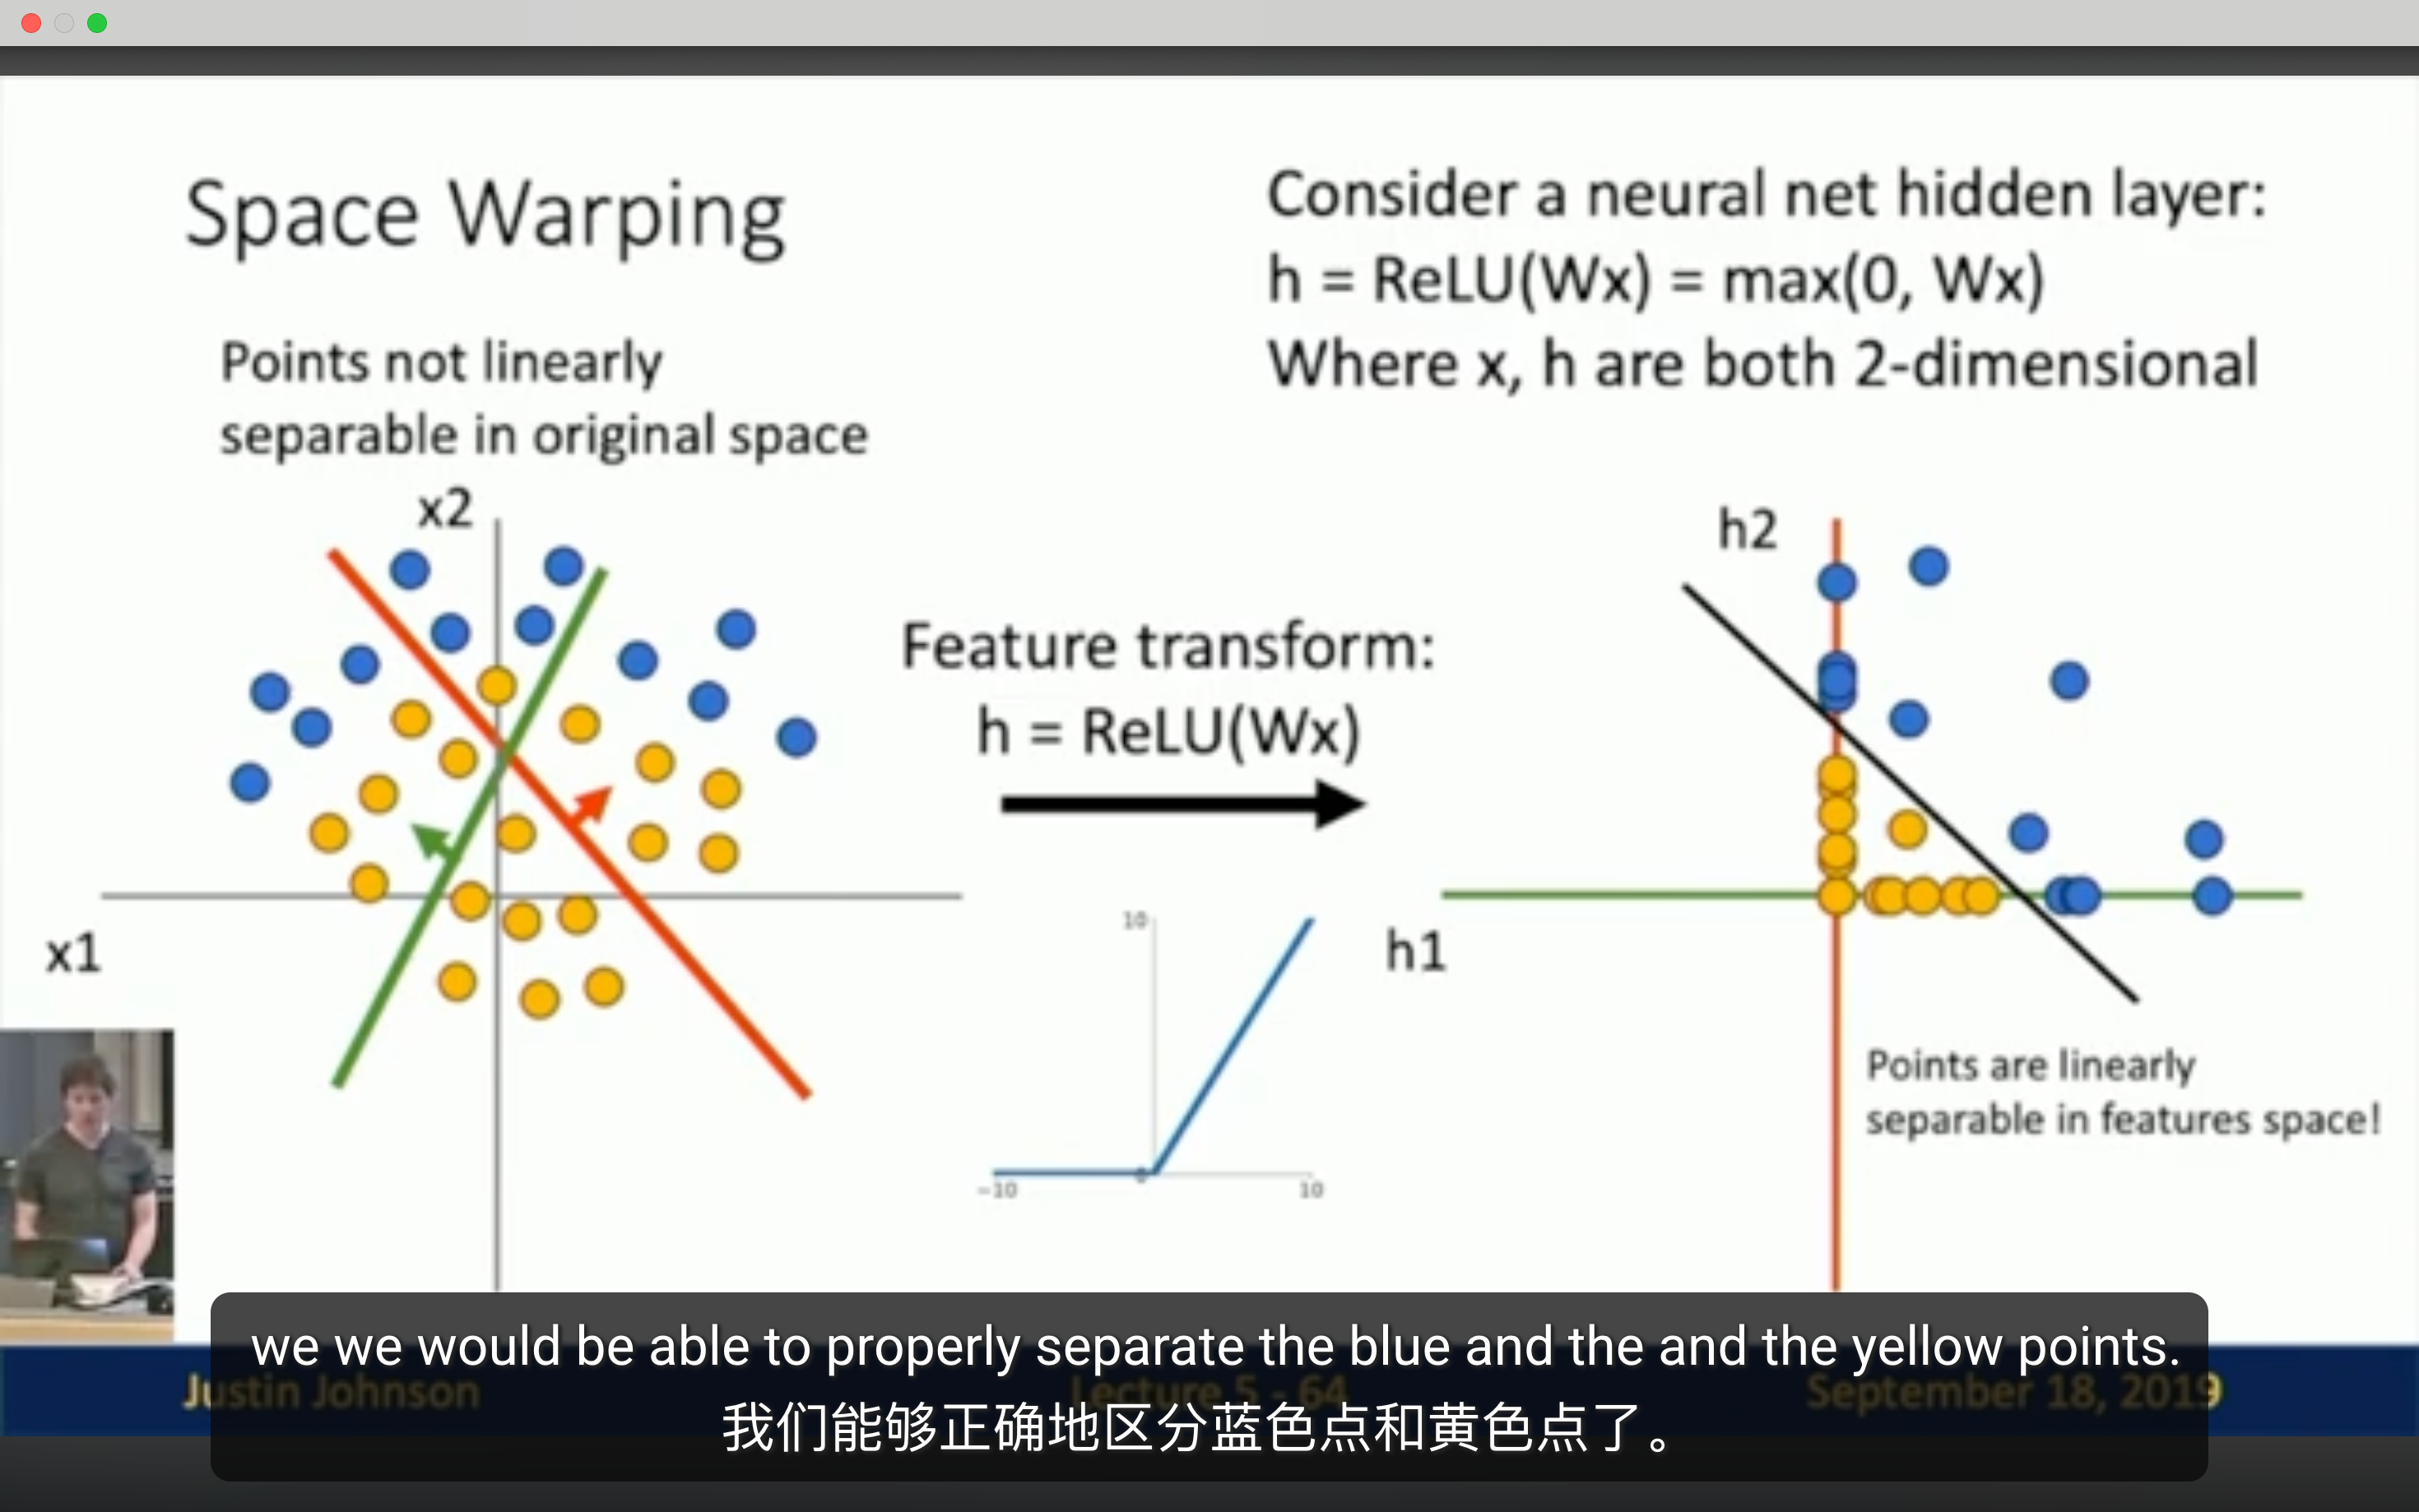 Space Warping
Consider a neural net hidden layer:
h = ReLU(Wx) = max(0, Wx)
Where x, h are both 2-dimensional
Points not linearly
separable in original space
x2
x1
Feature transform:
h = ReLU(Wx)
10
-10
0
10
h2
h1
Points are linearly
separable in features space!
we we would be able to properly separate the blue and the and the yellow points.
Justin Johnson
Lecture 5 - 64
September 18, 2019
我们能够正确地区分蓝色点和黄色点了。